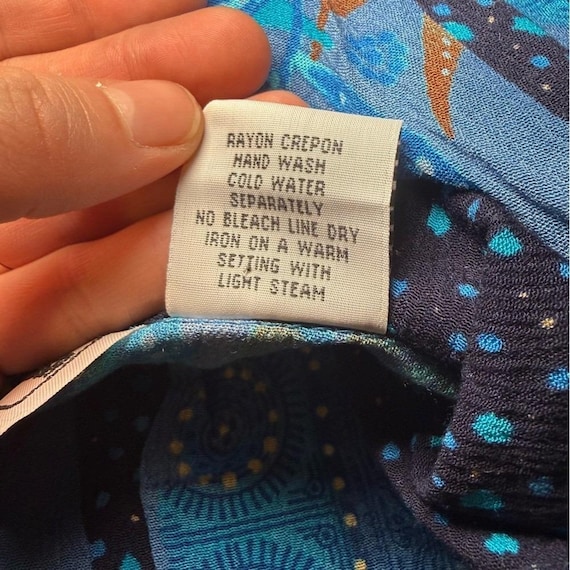 RAYON CREPON
HAND WASH
COLD WATER
SEPARATELY
NO BLEACH LINE DRY
IRON ON A WARM
SETTING WITH
LIGHT STEAM